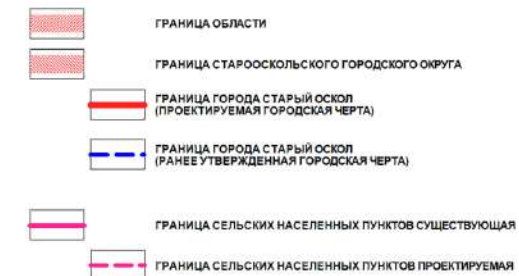 ГРАНИЦА ОБЛАСТИ
ГРАНИЦА СТАРООСКОЛЬСКОГО ГОРОДСКОГО ОКРУГА
ГРАНИЦА ГОРОДА СТАРЫЙ ОСКОЛ
(ПРОЕКТИРУЕМАЯ ГОРОДСКАЯ ЧЕРТА)
ГРАНИЦА ГОРОДА СТАРЫЙ ОСКОЛ
(РАНЕЕ УТВЕРЖДЕННАЯ ГОРОДСКАЯ ЧЕРТА)
ГРАНИЦА СЕЛЬСКИХ НАСЕЛЕННЫХ ПУНКТОВ СУЩЕСТВУЮЩАЯ
ГРАНИЦА СЕЛЬСКИХ НАСЕЛЕННЫХ ПУНКТОВ ПРОЕКТИРУЕМАЯ